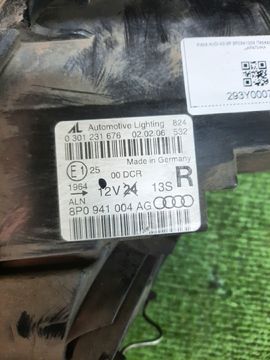 AL Automotive Lighting 824
0 301 231 676 02.02.06 532
Made in Germany
E1 25 00 DCR
1964 12V 24 13S R
ALN
8P0 941 004 AG
293Y0007